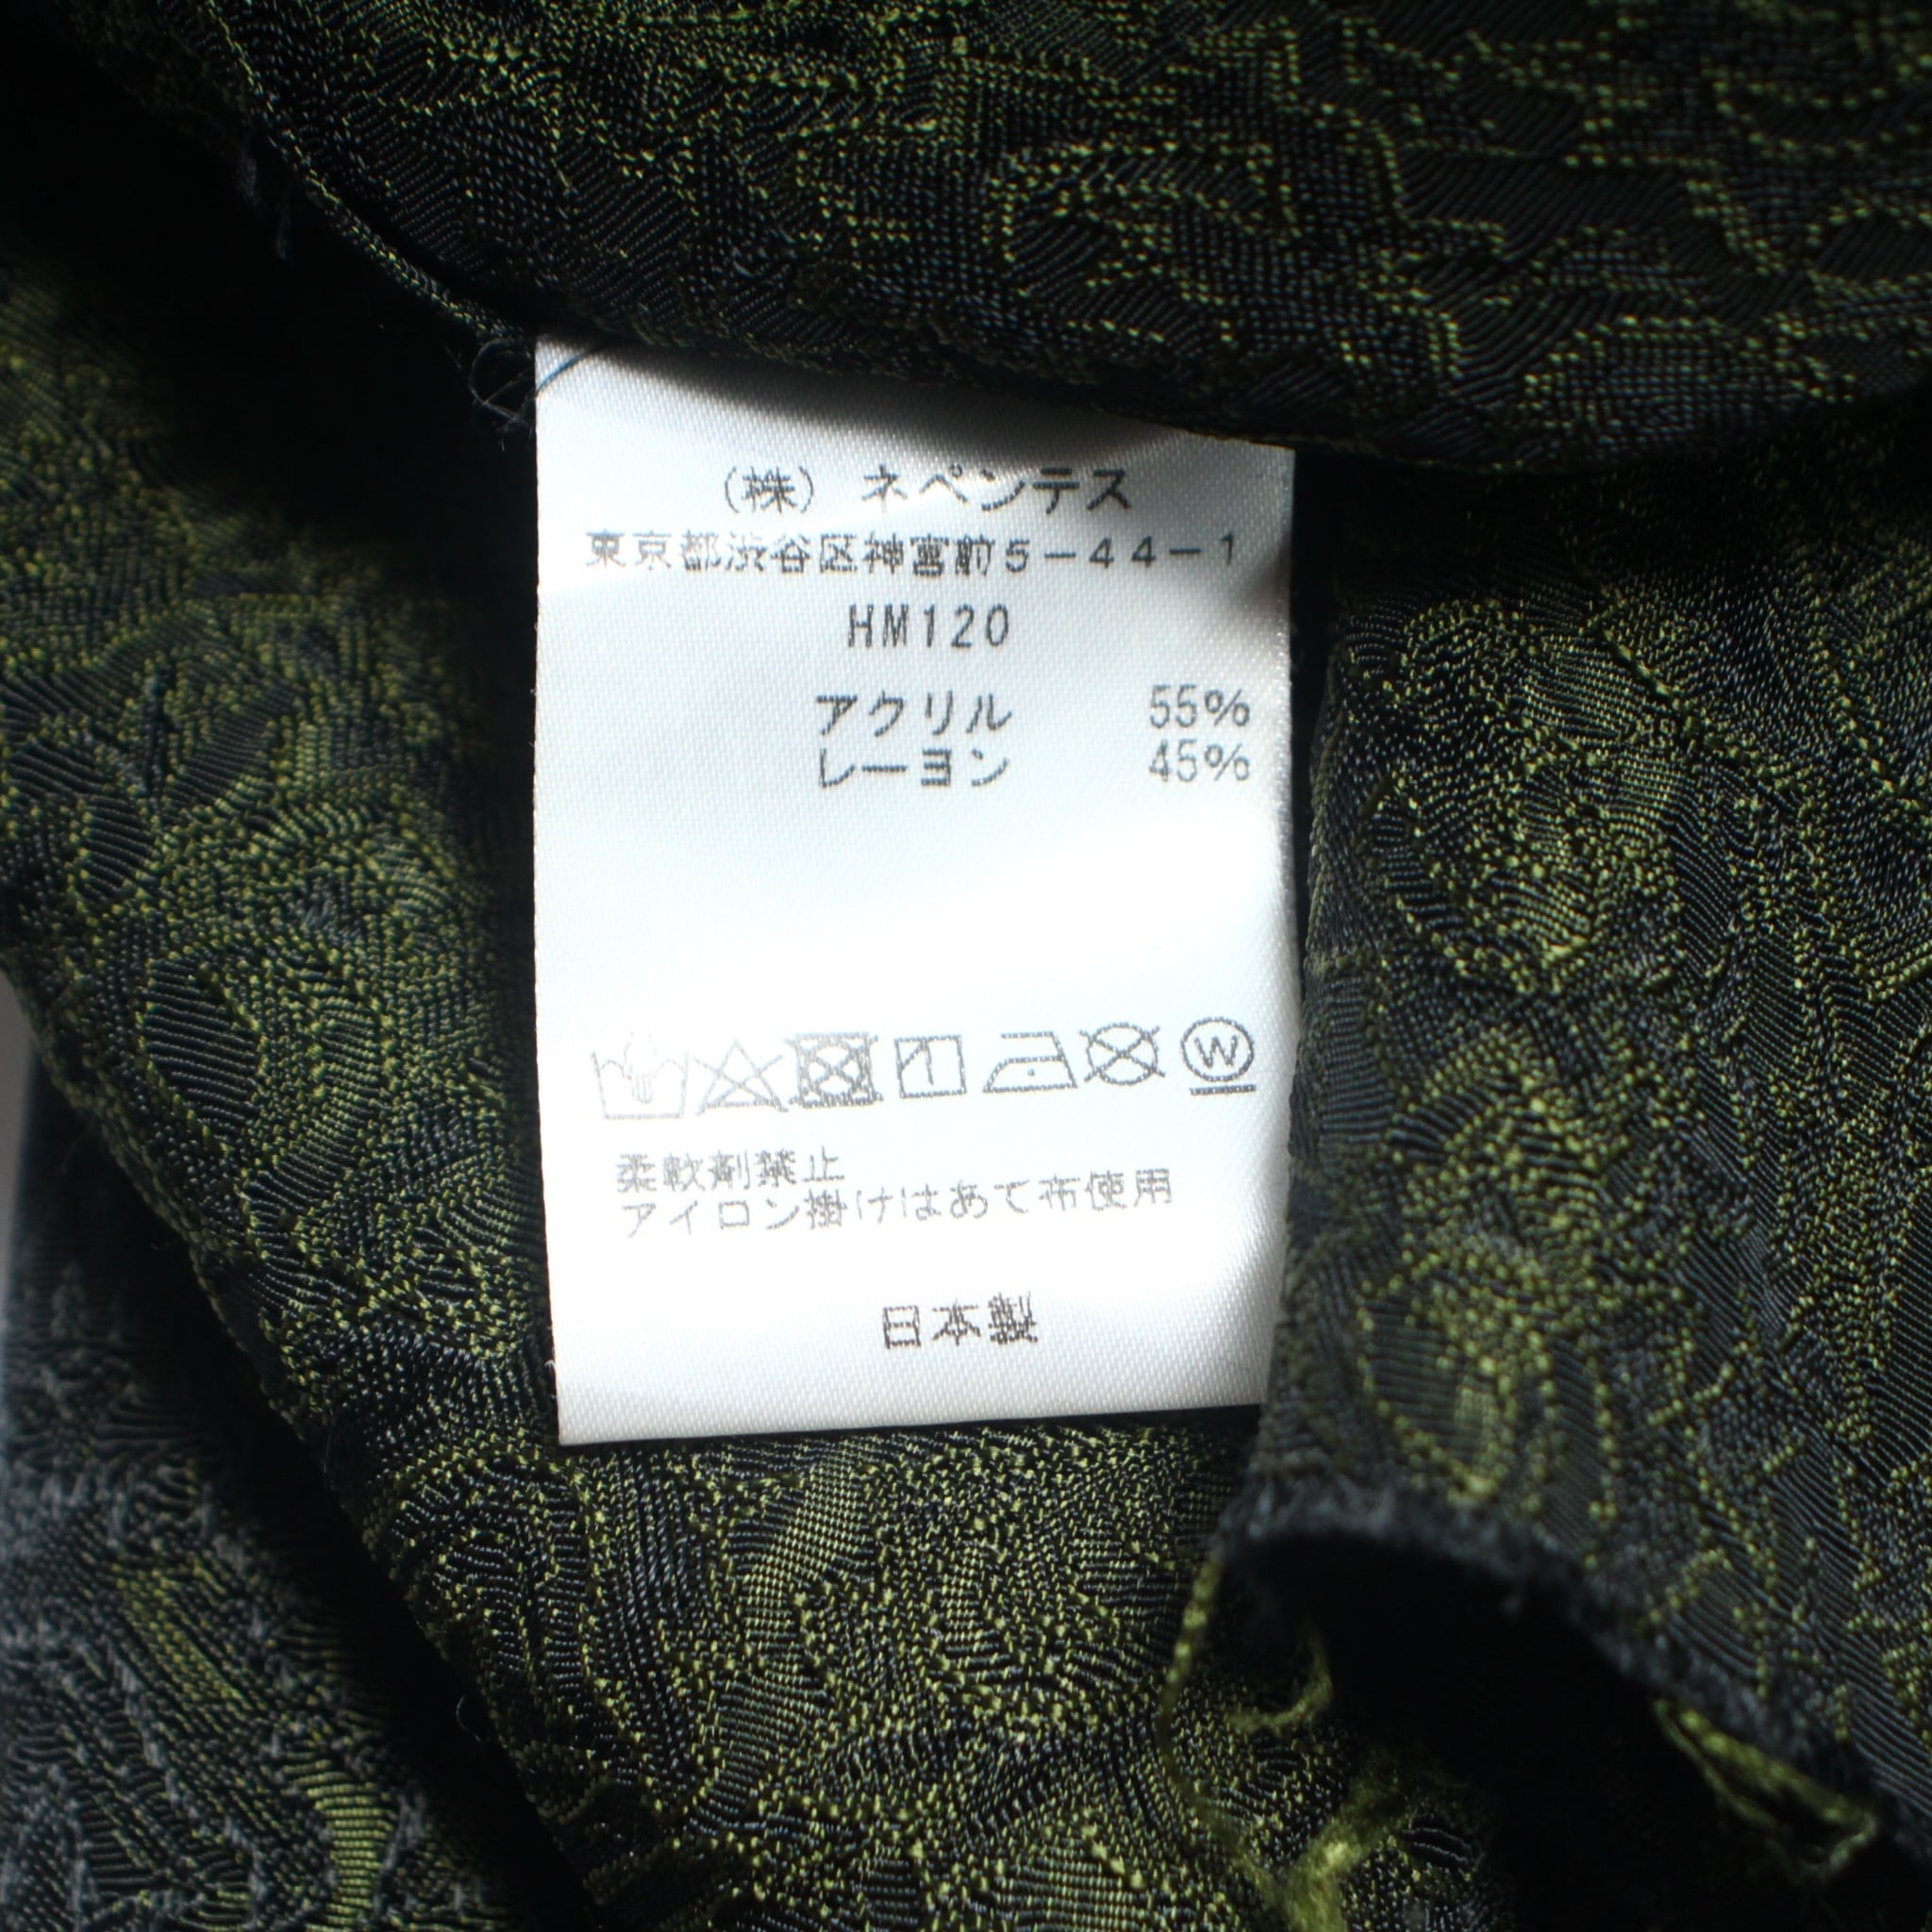 (株) ネペンテス
東京都渋谷区神宮前5-44-1
HM120
アクリル 55%
レーヨン 45%
W
柔軟剤禁止
アイロン掛けはあて布使用
日本製